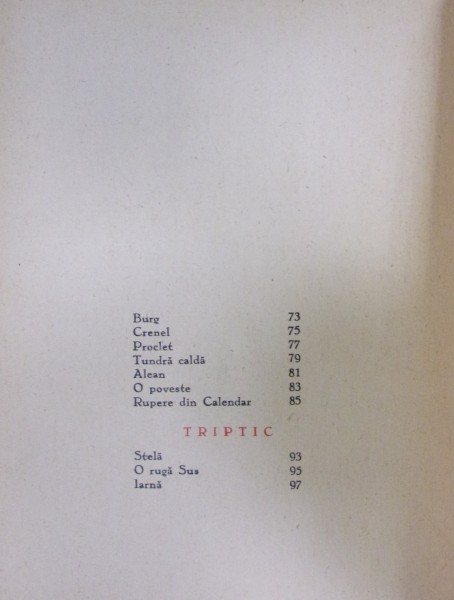 Burg 73
Crenel 75
Proclet 77
Tundră caldă 79
Alean 81
O poveste 83
Rupere din Calendar 85
TRIPTIC
Stelă 93
O rugă Sus 95
Iarnă 97